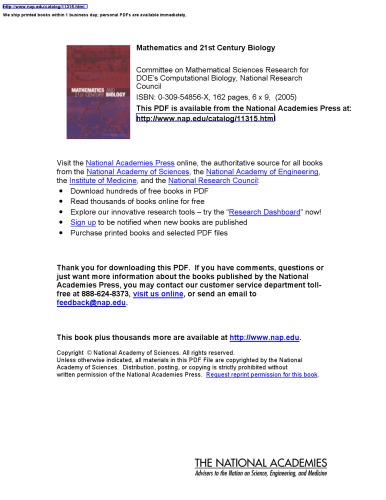 http://www.nap.edu/catalog/11315.html
We ship printed books within 1 business day; personal PDFs are available immediately.
MATHEMATICS AND
21ST CENTURY BIOLOGY
Mathematics and 21st Century Biology
Committee on Mathematical Sciences Research for
DOE's Computational Biology, National Research
Council
ISBN: 0-309-54856-X, 162 pages, 6 x 9, (2005)
This PDF is available from the National Academies Press at:
http://www.nap.edu/catalog/11315.html
Visit the National Academies Press online, the authoritative source for all books
from the National Academy of Sciences, the National Academy of Engineering,
the Institute of Medicine, and the National Research Council:
• Download hundreds of free books in PDF
• Read thousands of books online for free
• Explore our innovative research tools – try the "Research Dashboard" now!
• Sign up to be notified when new books are published
• Purchase printed books and selected PDF files
Thank you for downloading this PDF. If you have comments, questions or
just want more information about the books published by the National
Academies Press, you may contact our customer service department toll-
free at 888-624-8373, visit us online, or send an email to
feedback@nap.edu.
This book plus thousands more are available at http://www.nap.edu.
Copyright © National Academy of Sciences. All rights reserved.
Unless otherwise indicated, all materials in this PDF File are copyrighted by the National
Academy of Sciences. Distribution, posting, or copying is strictly prohibited without
written permission of the National Academies Press. Request reprint permission for this book.
THE NATIONAL ACADEMIES
Advisers to the Nation on Science, Engineering, and Medicine